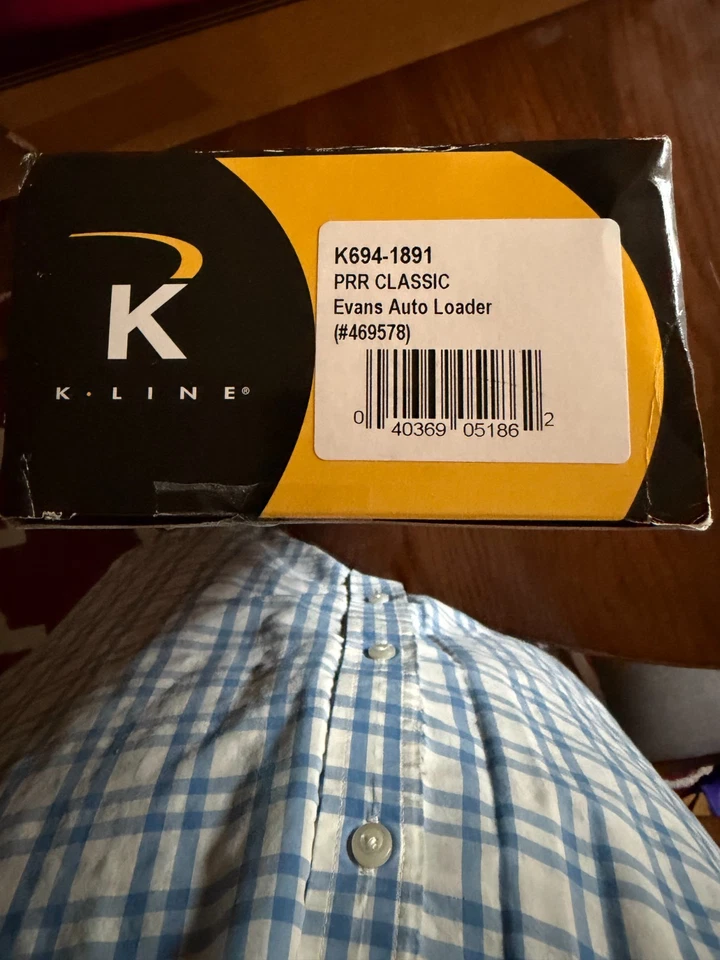 K
K·LINE®
K694-1891
PRR CLASSIC
Evans Auto Loader
(#469578)
0 40369 05186 2